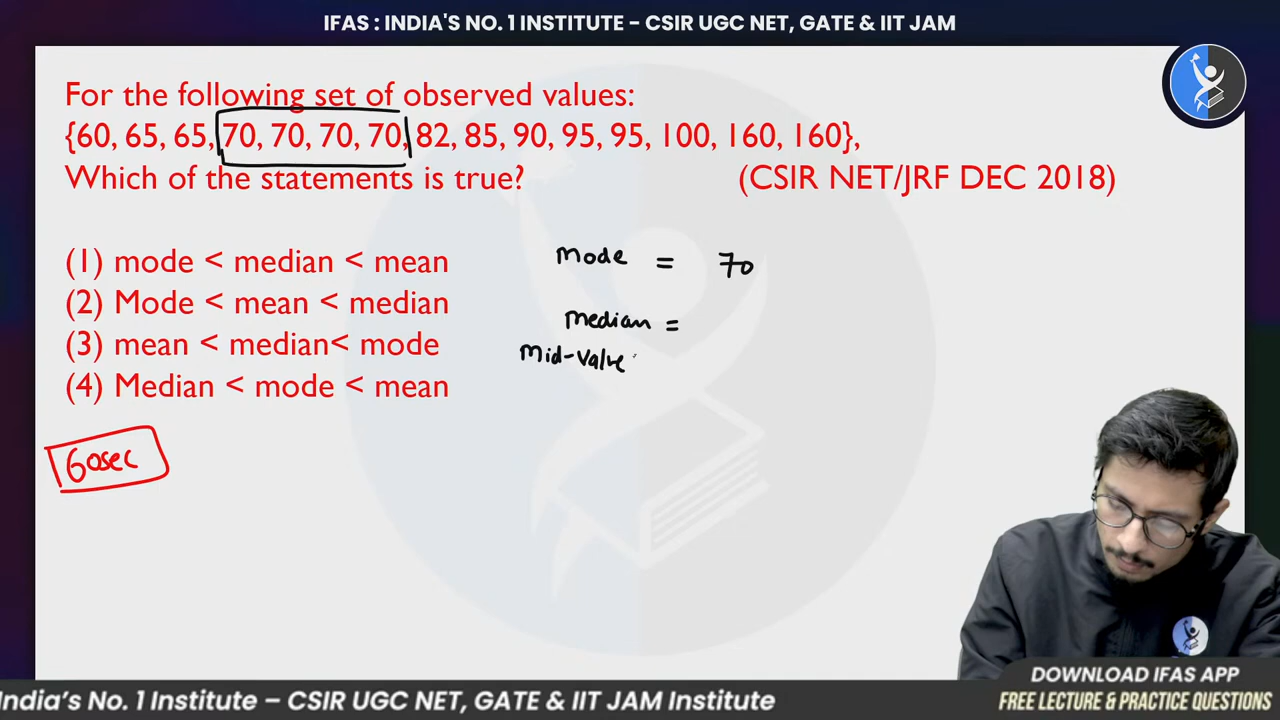 IFAS : INDIA'S NO. 1 INSTITUTE – CSIR UGC NET, GATE & IIT JAM
For the following set of observed values:
{60, 65, 65, 70, 70, 70, 70, 82, 85, 90, 95, 95, 100, 160, 160},
Which of the statements is true? (CSIR NET/JRF DEC 2018)
(1) mode < median < mean
(2) Mode < mean < median
(3) mean < median< mode
(4) Median < mode < mean
Mode = 70
Median =
Mid-Value
60sec
DOWNLOAD IFAS APP
FREE LECTURE & PRACTICE QUESTIONS
India's No. 1 Institute – CSIR UGC NET, GATE & IIT JAM Institute